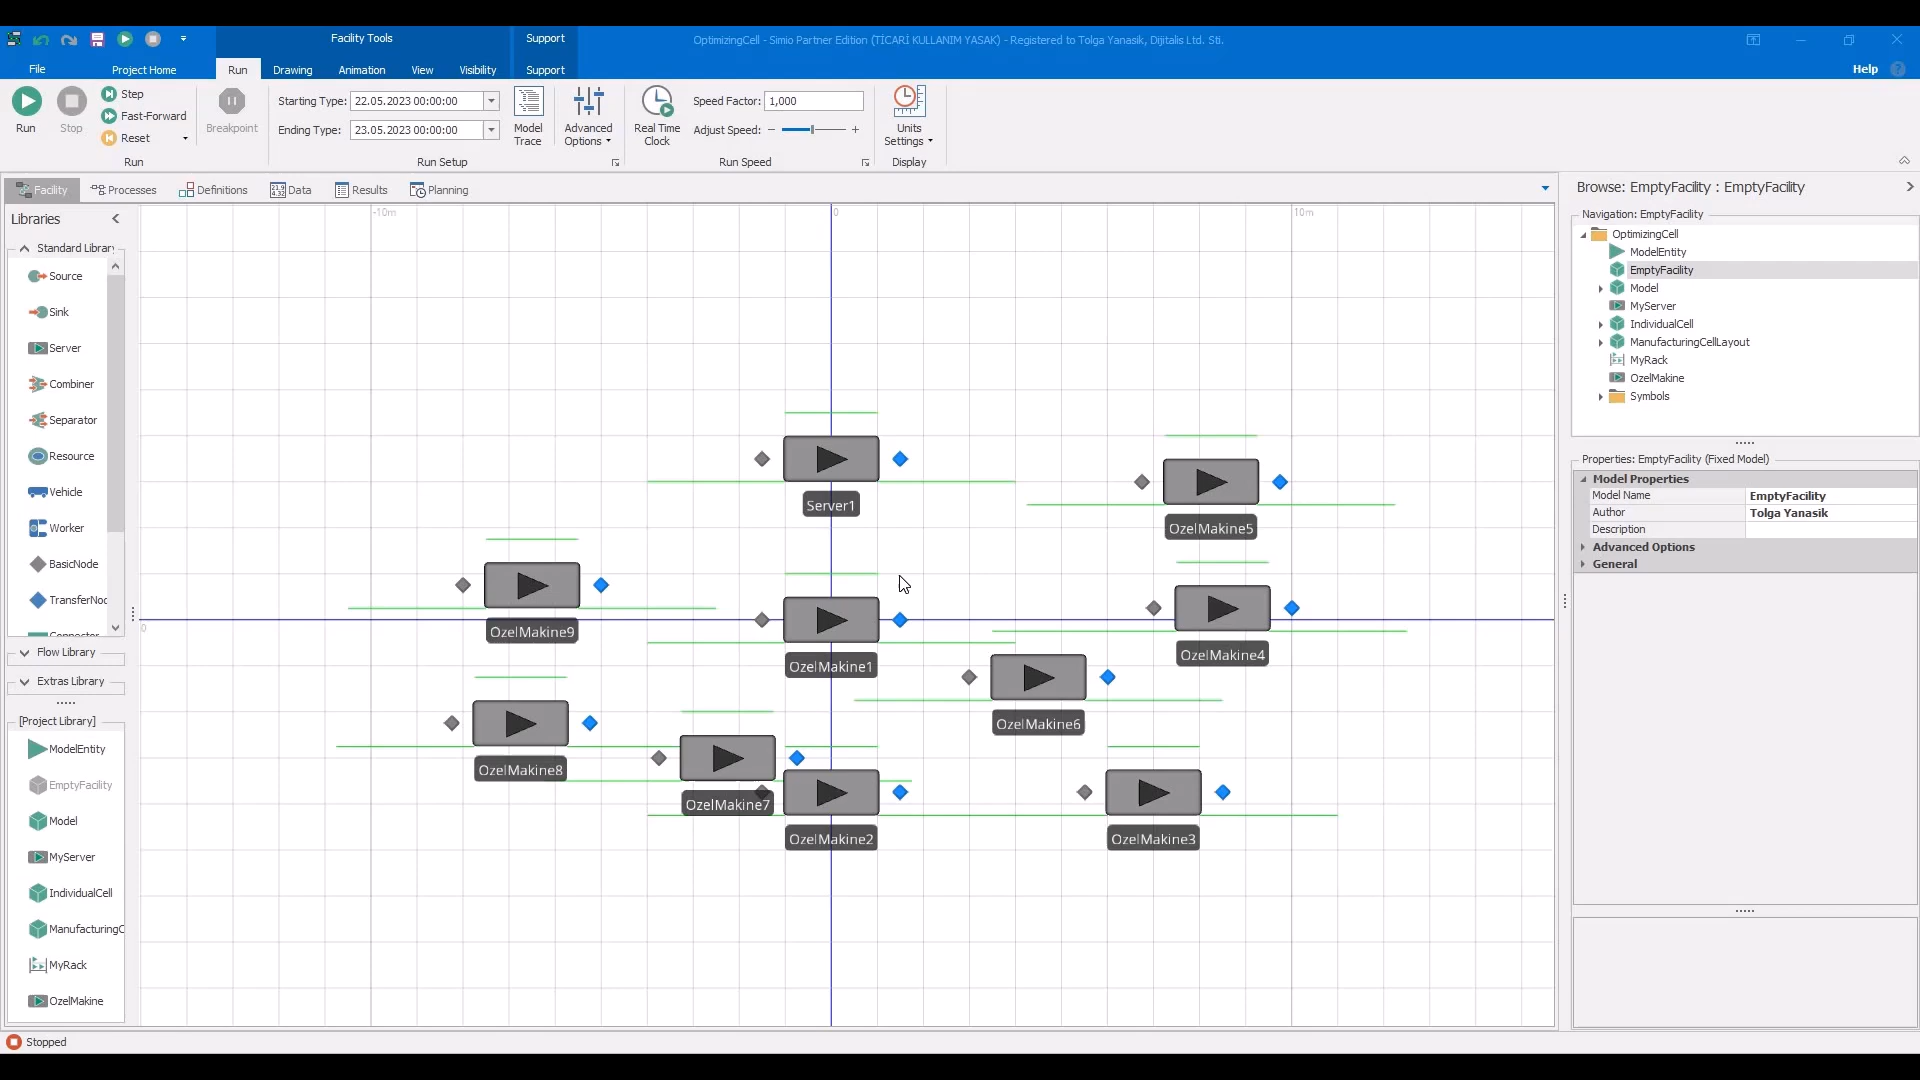 Facility Tools
Support
OptimizingCell - Simio Partner Edition (TİCARİ KULLANIM YASAK) - Registered to Tolga Yanasik, Dijitalis Ltd. Sti.
File
Project Home
Run
Drawing
Animation
View
Visibility
Support
Help
Run
Stop
Step
Fast-Forward
Reset
Breakpoint
Starting Type: 22.05.2023 00:00:00
Ending Type: 23.05.2023 00:00:00
Model Trace
Advanced Options
Real Time Clock
Speed Factor: 1,000
Adjust Speed:
Units Settings
Run
Run Setup
Run Speed
Display
Facility
Processes
Definitions
Data
Results
Planning
Browse: EmptyFacility : EmptyFacility
Libraries
Standard Library
Source
Sink
Server
Combiner
Separator
Resource
Vehicle
Worker
BasicNode
TransferNoc
Connector
Flow Library
Extras Library
[Project Library]
ModelEntity
EmptyFacility
Model
MyServer
IndividualCell
ManufacturingC
MyRack
OzelMakine
-10m
0
10m
0
Server1
OzelMakine5
OzelMakine9
OzelMakine1
OzelMakine4
OzelMakine6
OzelMakine8
OzelMakine7
OzelMakine2
OzelMakine3
Navigation: EmptyFacility
OptimizingCell
ModelEntity
EmptyFacility
Model
MyServer
IndividualCell
ManufacturingCellLayout
MyRack
OzelMakine
Symbols
Properties: EmptyFacility (Fixed Model)
Model Properties
Model Name EmptyFacility
Author Tolga Yanasik
Description
Advanced Options
General
Stopped